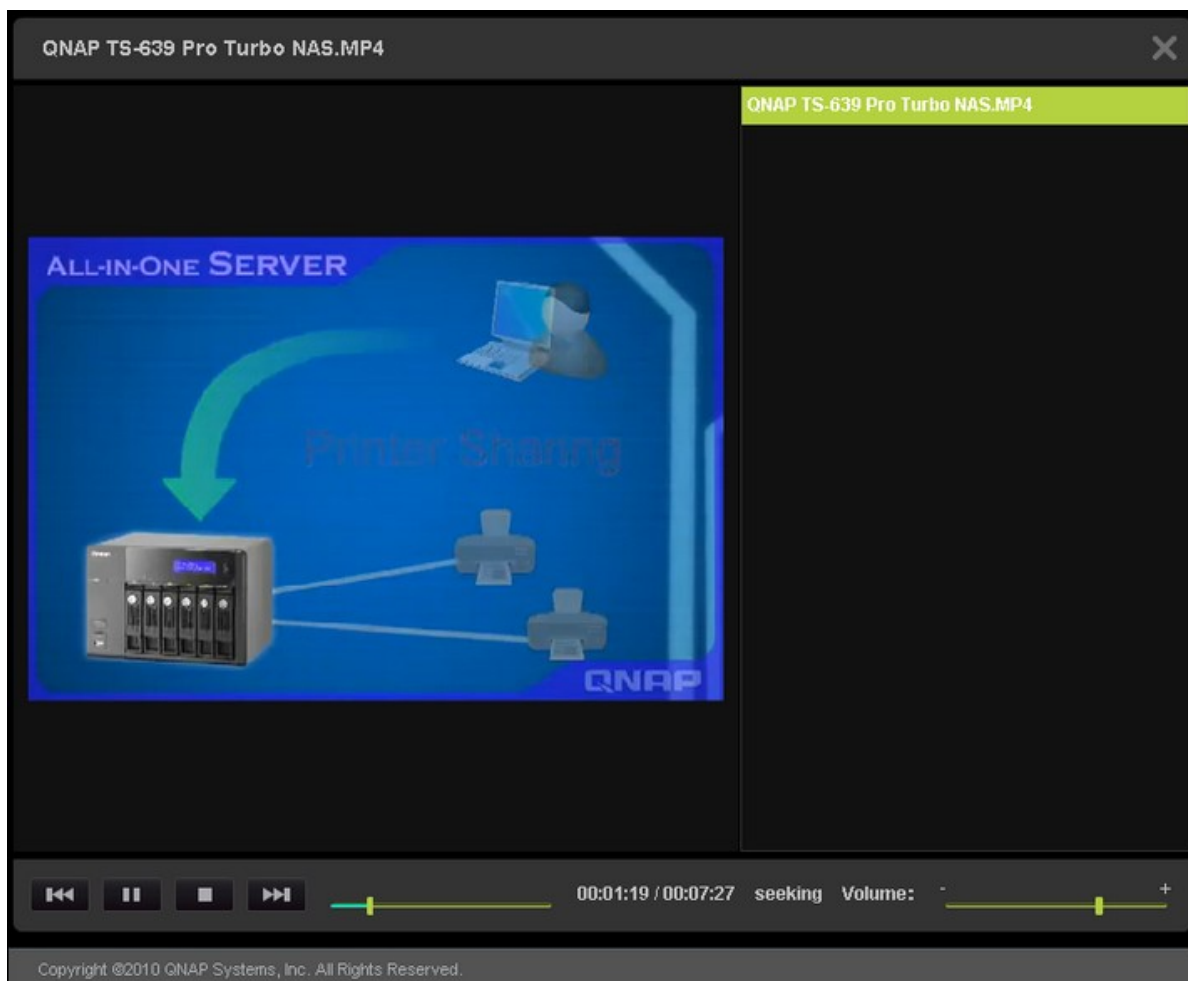 QNAP TS-639 Pro Turbo NAS.MP4
QNAP TS-639 Pro Turbo NAS.MP4
ALL-IN-ONE SERVER
Printer Sharing
QNAP
00:01:19 / 00:07:27 seeking Volume: - +
Copyright ©2010 QNAP Systems, Inc. All Rights Reserved.